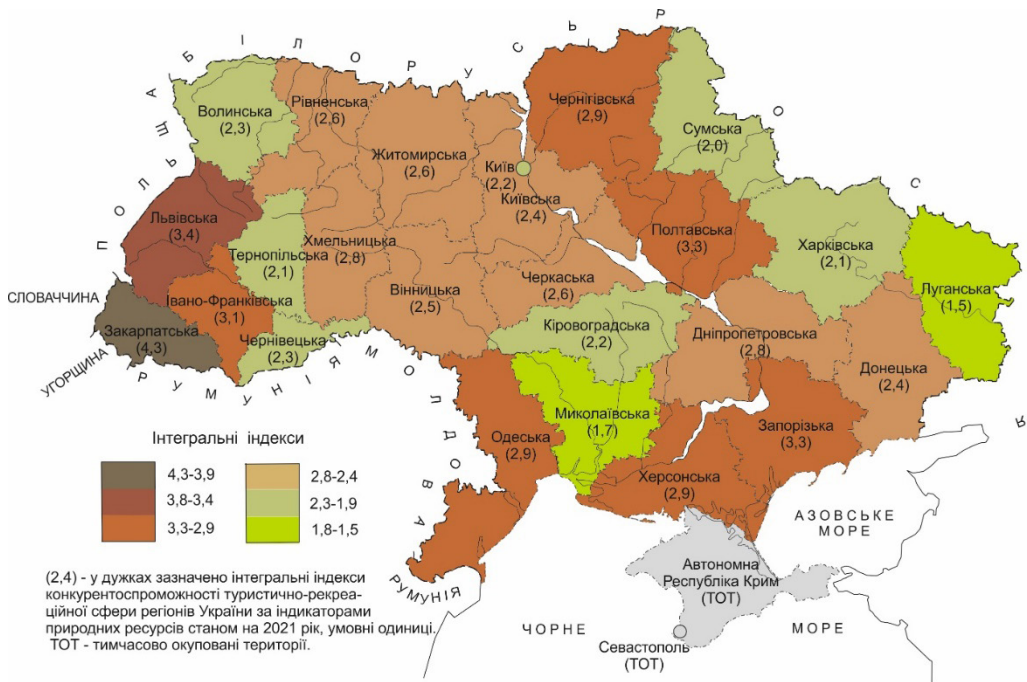 БІЛОРУСЬ
РОСІЯ
ПОЛЬЩА
СЛОВАЧЧИНА
УГОРЩИНА
РУМУНІЯ
МОЛДОВА
РУМУНІЯ
Волинська
(2,3)
Рівненська
(2,6)
Житомирська
(2,6)
Київ
(2,2)
Київська
(2,4)
Чернігівська
(2,9)
Сумська
(2,0)
Львівська
(3,4)
Тернопільська
(2,1)
Хмельницька
(2,8)
Вінницька
(2,5)
Черкаська
(2,6)
Полтавська
(3,3)
Харківська
(2,1)
Луганська
(1,5)
Івано-Франківська
(3,1)
Закарпатська
(4,3)
Чернівецька
(2,3)
Кіровоградська
(2,2)
Дніпропетровська
(2,8)
Донецька
(2,4)
Миколаївська
(1,7)
Одеська
(2,9)
Запорізька
(3,3)
Херсонська
(2,9)
Автономна
Республіка Крим
(ТОТ)
Севастополь
(ТОТ)
АЗОВСЬКЕ
МОРЕ
ЧОРНЕ МОРЕ
Інтегральні індекси
4,3-3,9
3,8-3,4
3,3-2,9
2,8-2,4
2,3-1,9
1,8-1,5
(2,4) - у дужках зазначено інтегральні індекси
конкурентоспроможності туристично-рекреа-
ційної сфери регіонів України за індикаторами
природних ресурсів станом на 2021 рік, умовні одиниці.
ТОТ - тимчасово окуповані території.